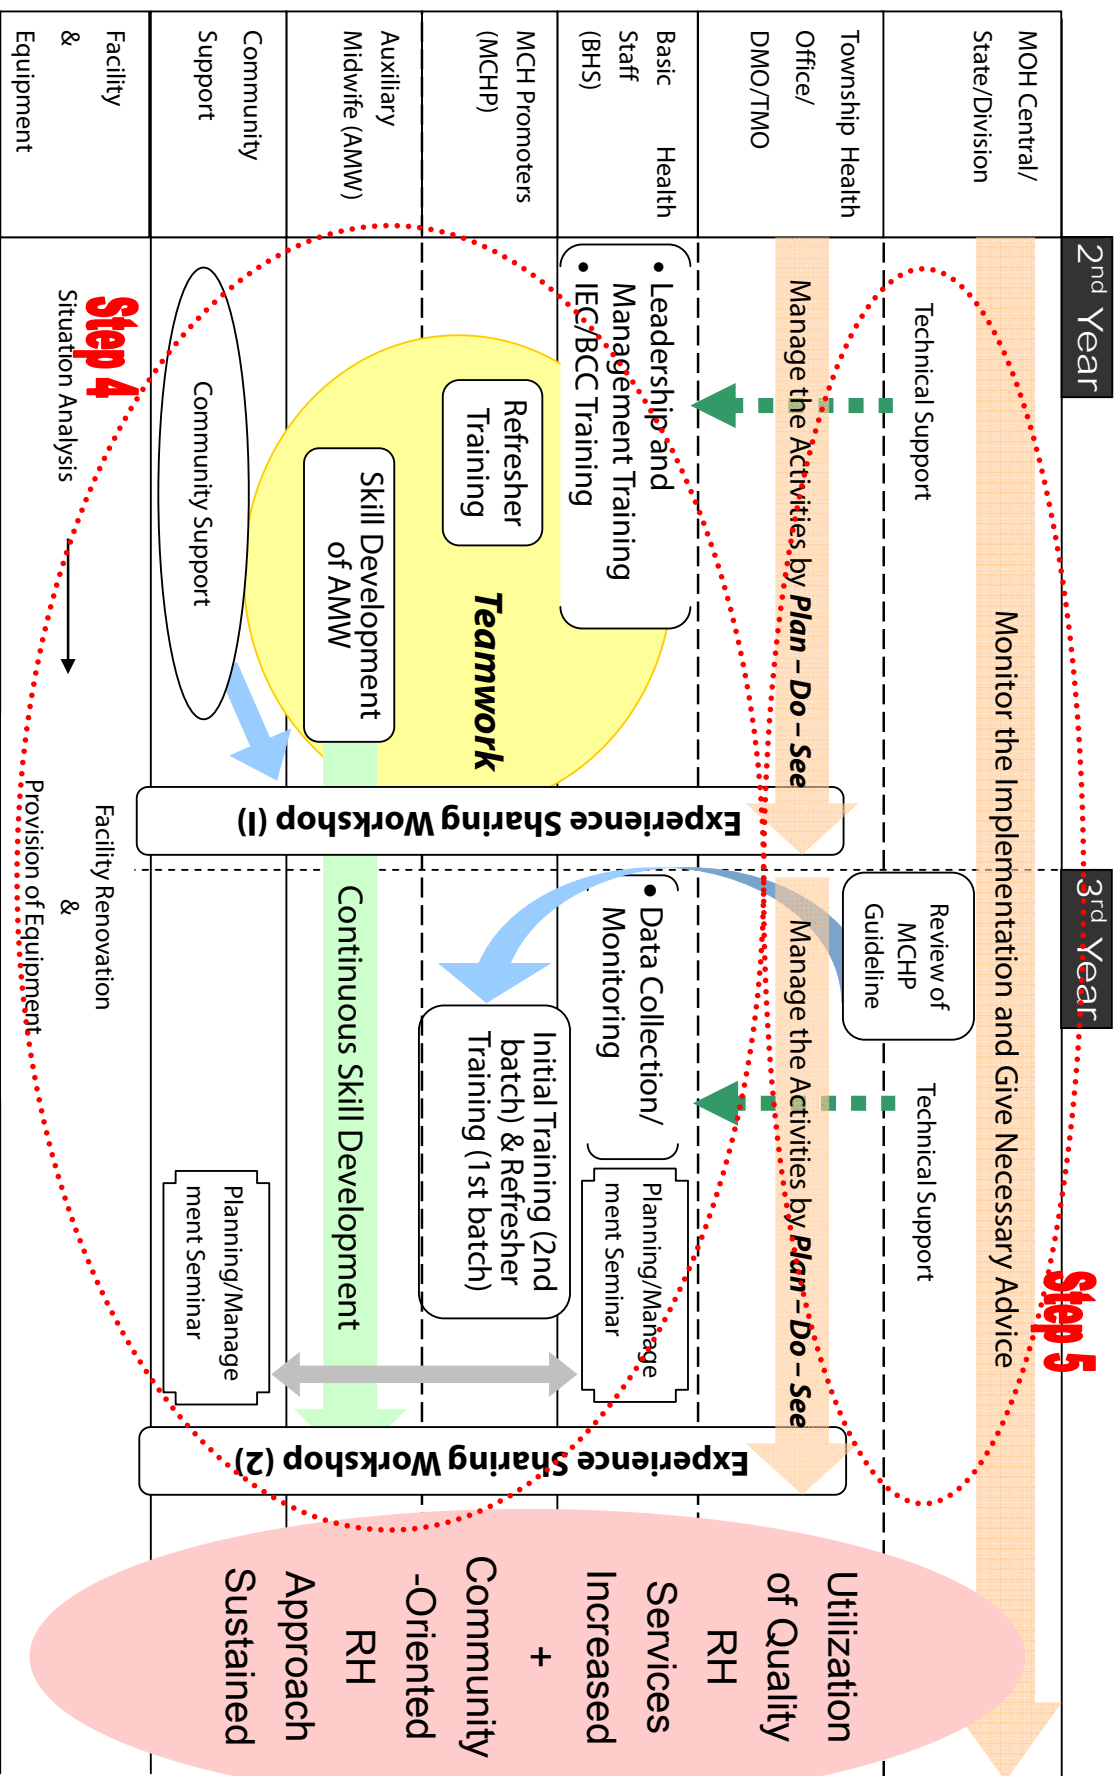 2nd Year
3rd Year
MOH Central/
State/Division
Monitor the Implementation and Give Necessary Advice
Step 5
Technical Support
Review of
MCHP
Guideline
Technical Support
Township Health
Office/
DMO/TMO
Manage the Activities by Plan – Do – See
Manage the Activities by Plan – Do – See
Basic Health
Staff
(BHS)
• Leadership and
Management Training
• IEC/BCC Training
• Data Collection/
Monitoring
Planning/Manage
ment Seminar
MCH Promoters
(MCHP)
Refresher
Training
Teamwork
Initial Training (2nd
batch) & Refresher
Training (1st batch)
Auxiliary
Midwife (AMW)
Skill Development
of AMW
Continuous Skill Development
Community
Support
Community Support
Planning/Manage
ment Seminar
Experience Sharing Workshop (1)
Experience Sharing Workshop (2)
Facility
&
Equipment
Step 4
Situation Analysis
Facility Renovation
&
Provision of Equipment
Utilization
of Quality
RH
Services
Increased
+
Community
-Oriented
RH
Approach
Sustained